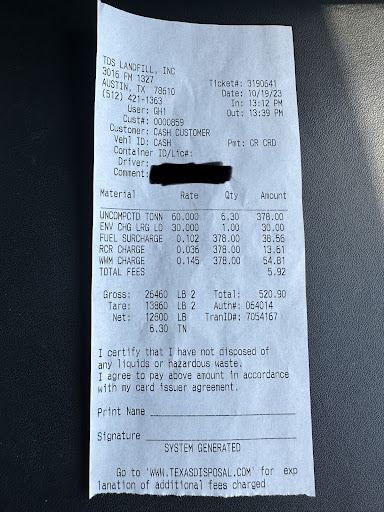 TDS LANDFILL, INC
3016 FM 1327
AUSTIN, TX 78610
(512) 421-1363
Ticket#: 3190641
Date: 10/19/23
In: 13:12 PM
Out: 13:39 PM
User: GH1
Cust#: 0000859
Customer: CASH CUSTOMER
Vehl ID: CASH Pmt: CR CRD
Container ID/Lic#:
Driver:
Comment:
Material Rate Qty Amount
UNCOMPCTD TONN 60.000 6.30 378.00
ENV CHG LRG LD 30.000 1.00 30.00
FUEL SURCHARGE 0.102 378.00 38.56
RCR CHARGE 0.036 378.00 13.61
WWM CHARGE 0.145 378.00 54.81
TOTAL FEES 5.92
Gross: 26460 LB 2 Total: 520.90
Tare: 13860 LB 2 Auth#: 064014
Net: 12600 LB TranID#: 7054167
6.30 TN
I certify that I have not disposed of
any liquids or hazardous waste.
I agree to pay above amount in accordance
with my card issuer agreement.
Print Name
Signature
SYSTEM GENERATED
Go to 'WWW.TEXASDISPOSAL.COM' for exp
lanation of additional fees charged